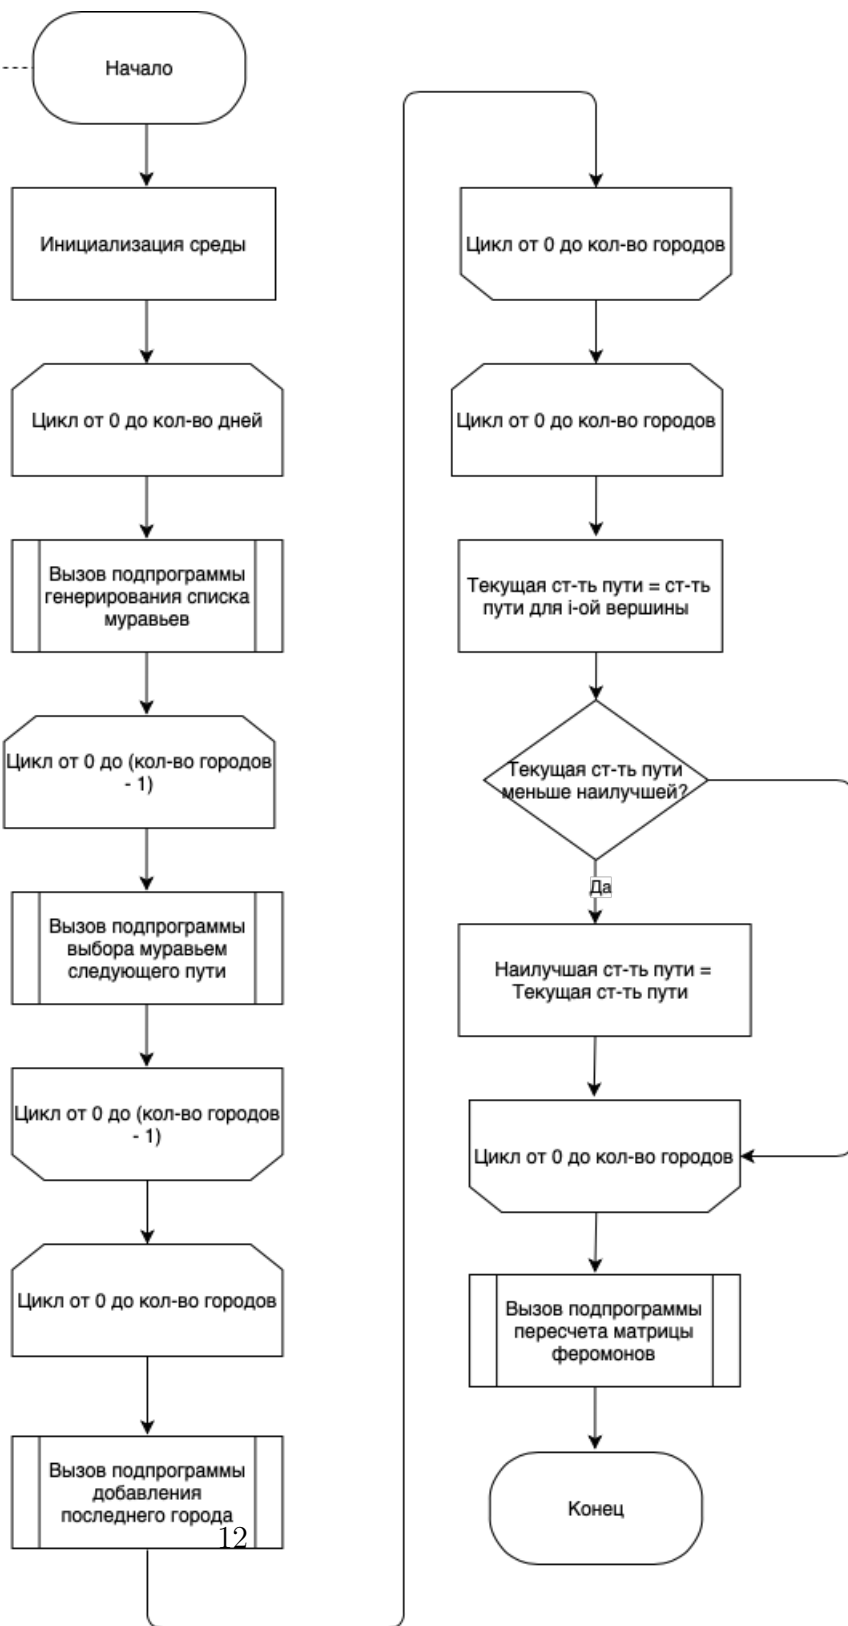 Начало
Инициализация среды
Цикл от 0 до кол-во дней
Вызов подпрограммы
генерирования списка
муравьев
Цикл от 0 до (кол-во городов
- 1)
Вызов подпрограммы
выбора муравьем
следующего пути
Цикл от 0 до (кол-во городов
- 1)
Цикл от 0 до кол-во городов
Вызов подпрограммы
добавления
последнего города
12
Цикл от 0 до кол-во городов
Цикл от 0 до кол-во городов
Текущая ст-ть пути = ст-ть
пути для i-ой вершины
Текущая ст-ть пути
меньше наилучшей?
Да
Наилучшая ст-ть пути =
Текущая ст-ть пути
Цикл от 0 до кол-во городов
Вызов подпрограммы
пересчета матрицы
феромонов
Конец